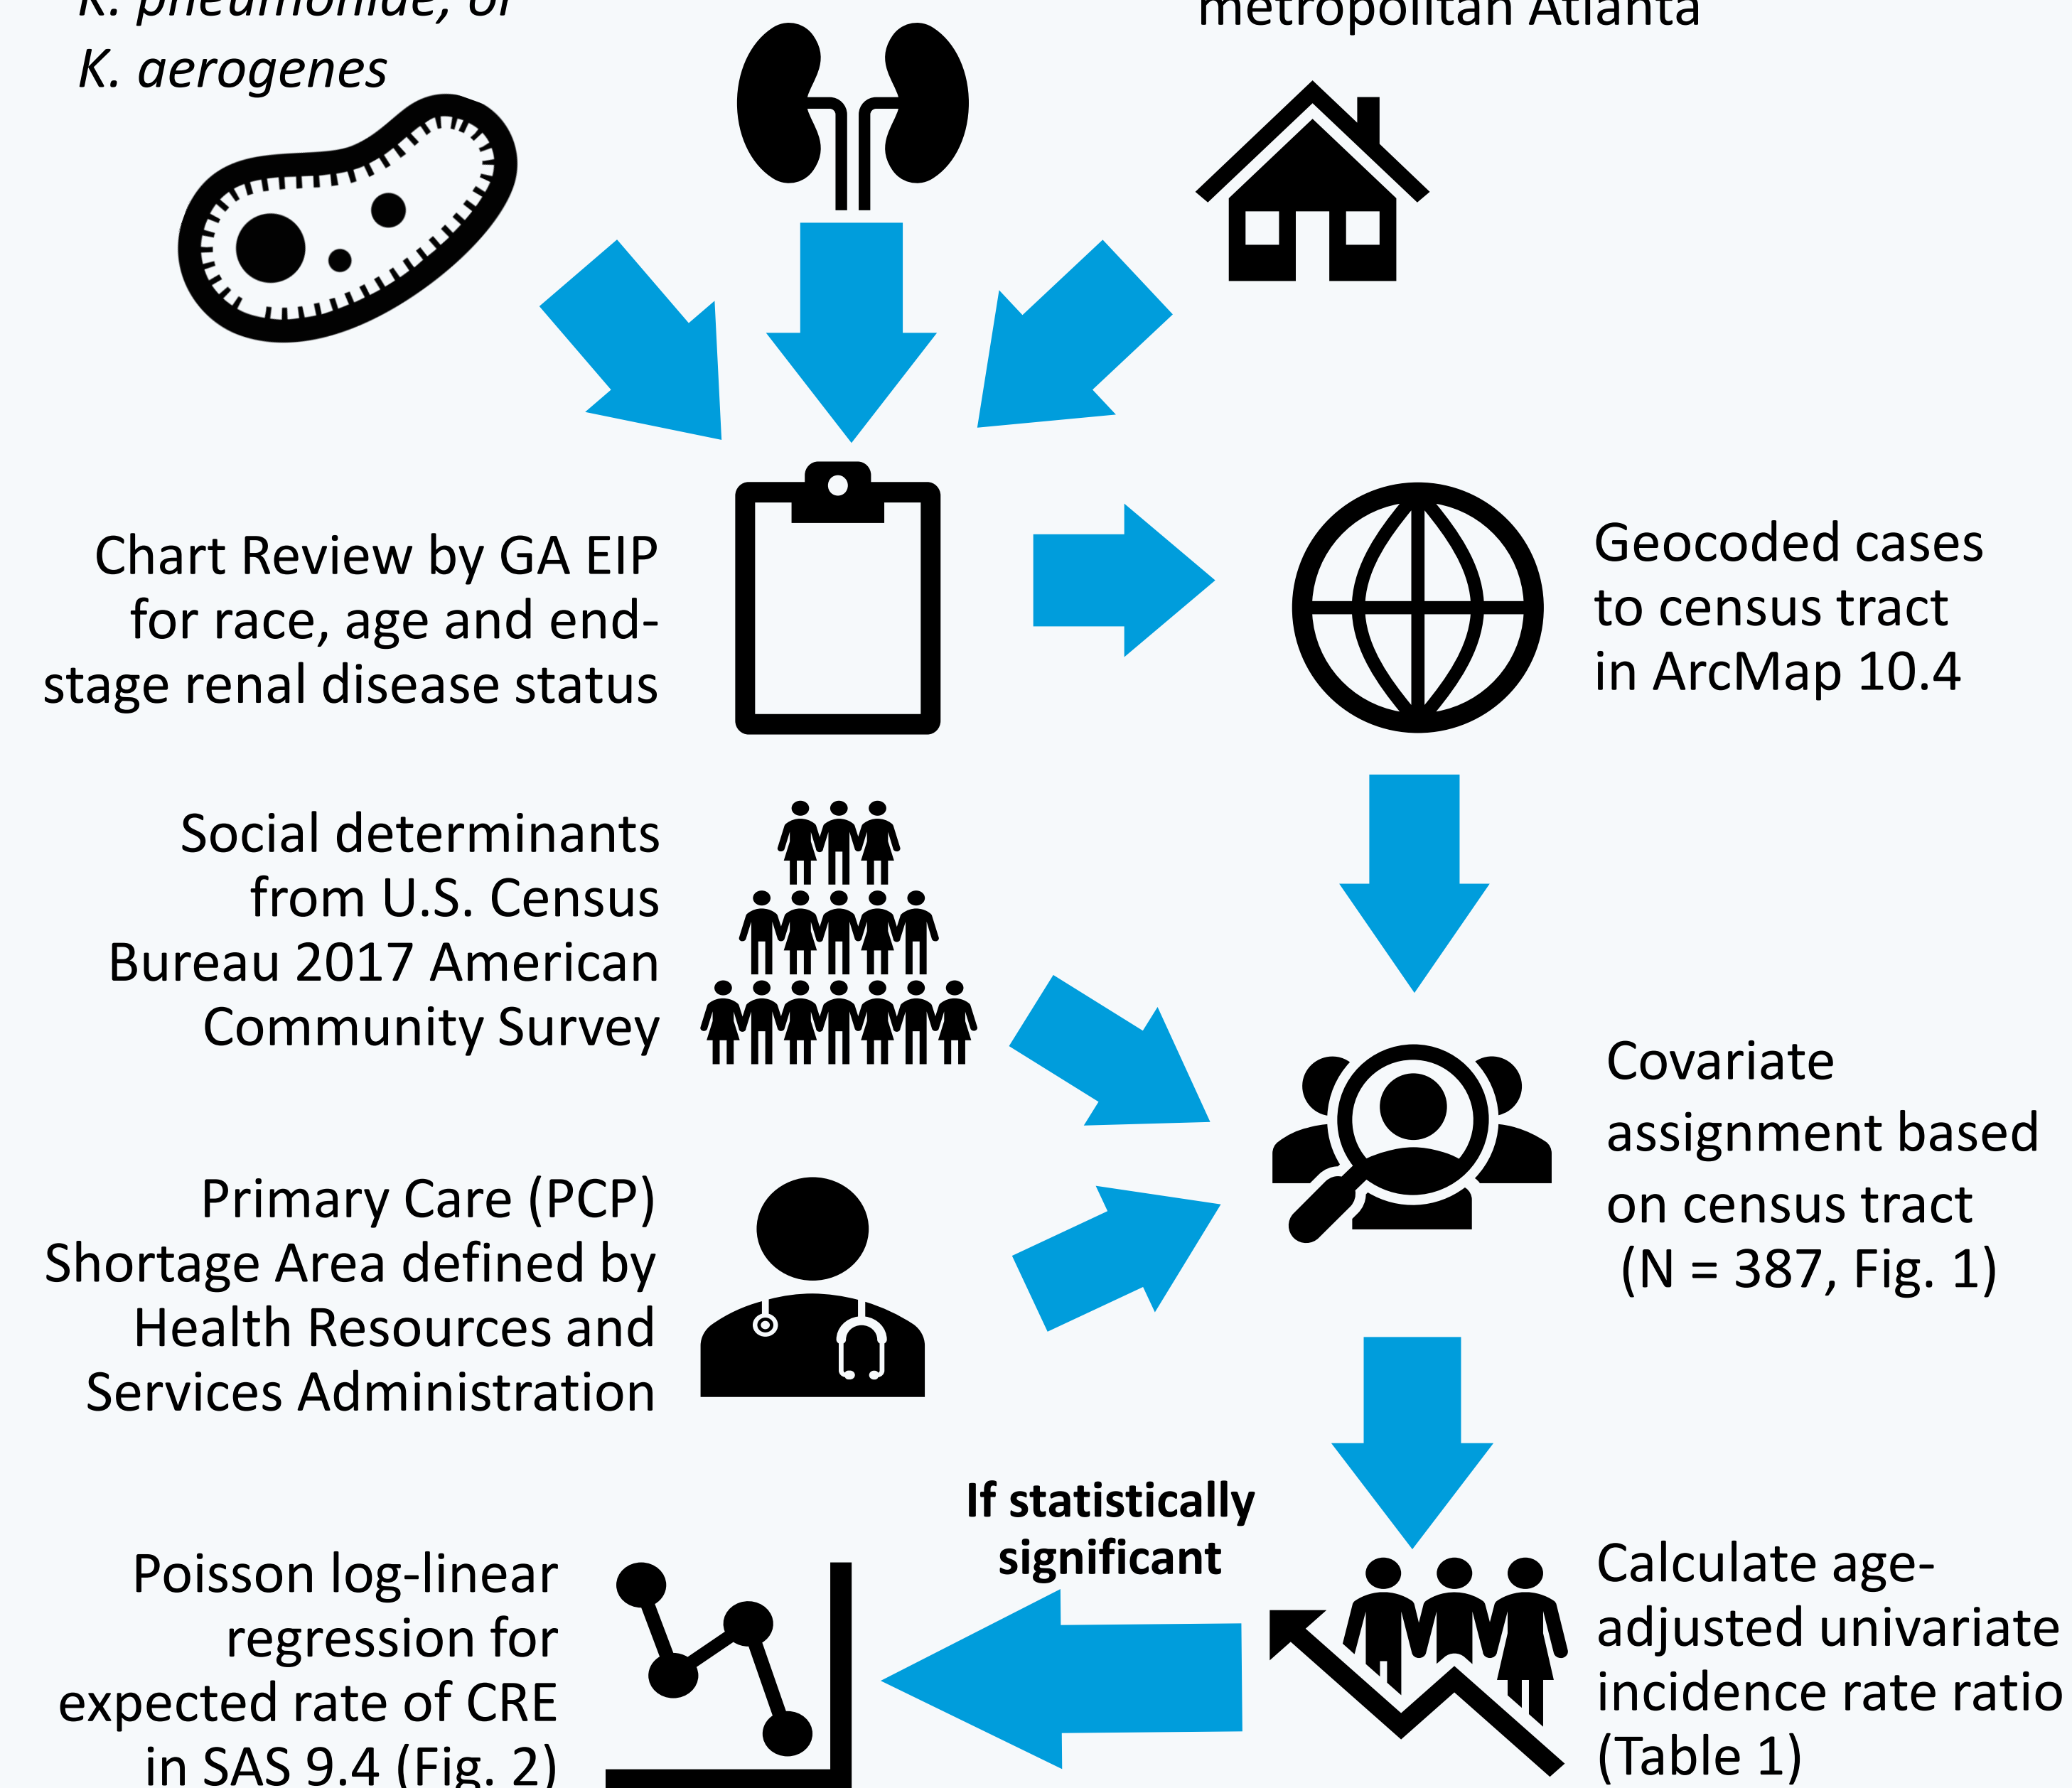 K. pneumoniae, or
K. aerogenes
metropolitan Atlanta
Chart Review by GA EIP
for race, age and end-
stage renal disease status
Geocoded cases
to census tract
in ArcMap 10.4
Social determinants
from U.S. Census
Bureau 2017 American
Community Survey
Covariate
assignment based
on census tract
(N = 387, Fig. 1)
Primary Care (PCP)
Shortage Area defined by
Health Resources and
Services Administration
If statistically
significant
Calculate age-
adjusted univariate
incidence rate ratio
(Table 1)
Poisson log-linear
regression for
expected rate of CRE
in SAS 9.4 (Fig. 2)